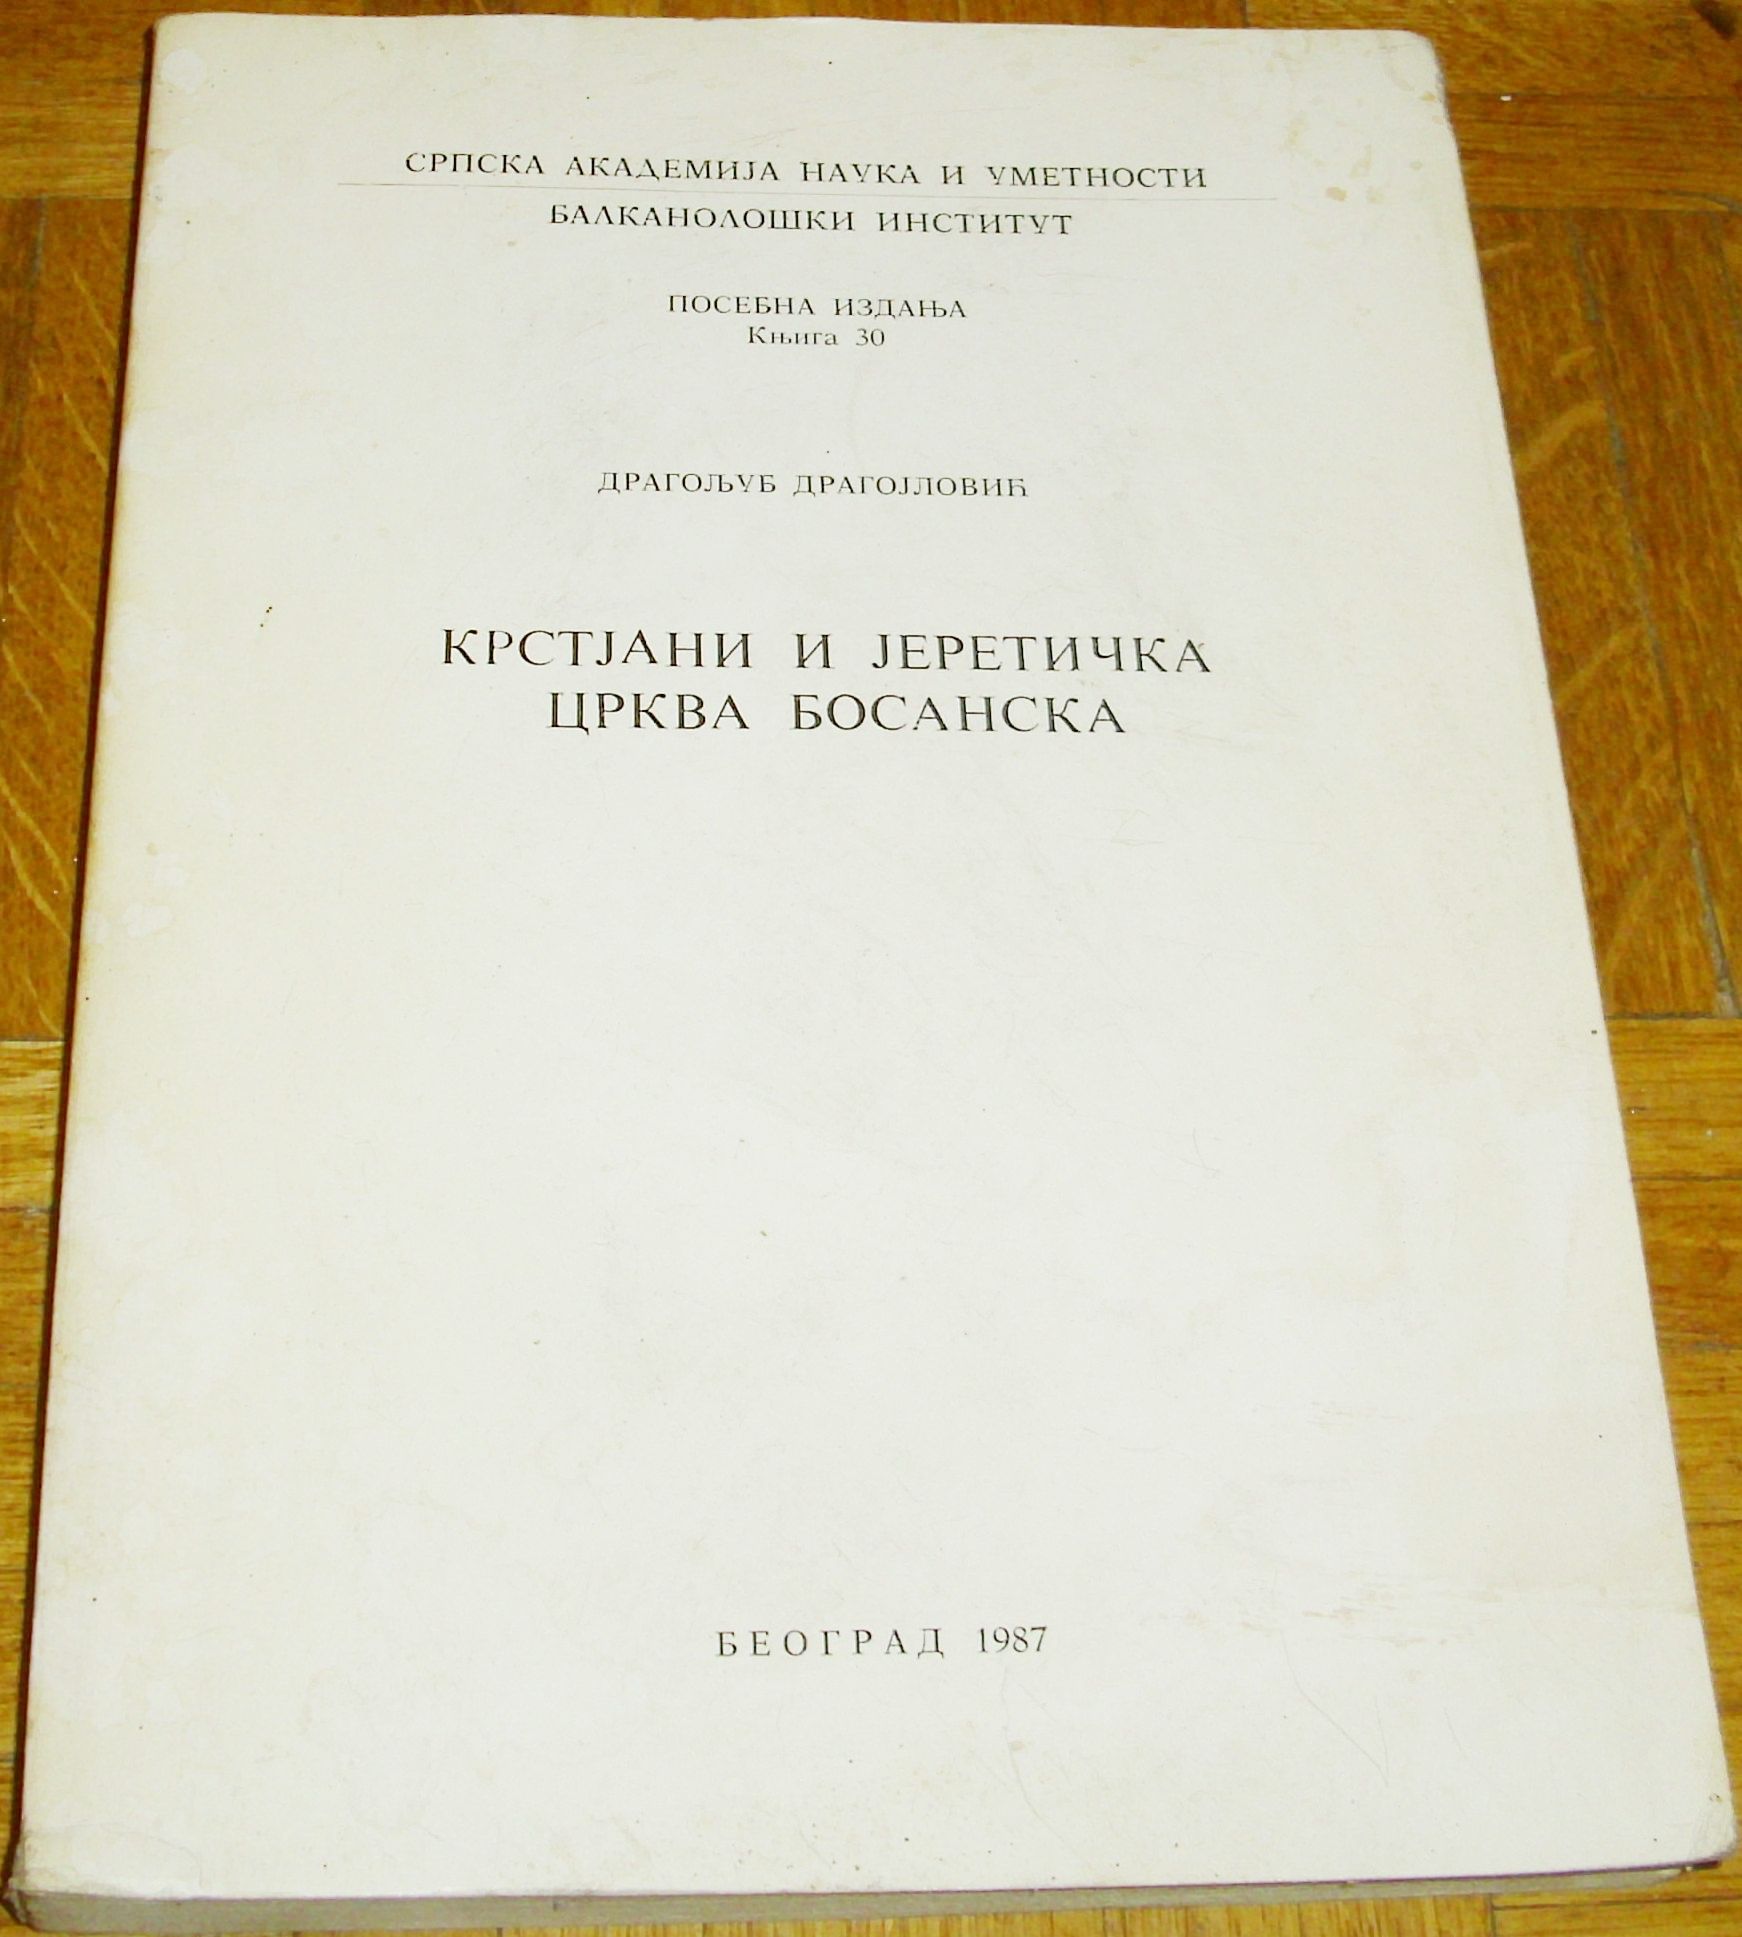 СРПСКА АКАДЕМИЈА НАУКА И УМЕТНОСТИ
БАЛКАНОЛОШКИ ИНСТИТУТ
ПОСЕБНА ИЗДАЊА
Књига 30
ДРАГОЉУБ ДРАГОЈЛОВИЋ
КРСТЈАНИ И ЈЕРЕТИЧКА
ЦРКВА БОСАНСКА
БЕОГРАД 1987